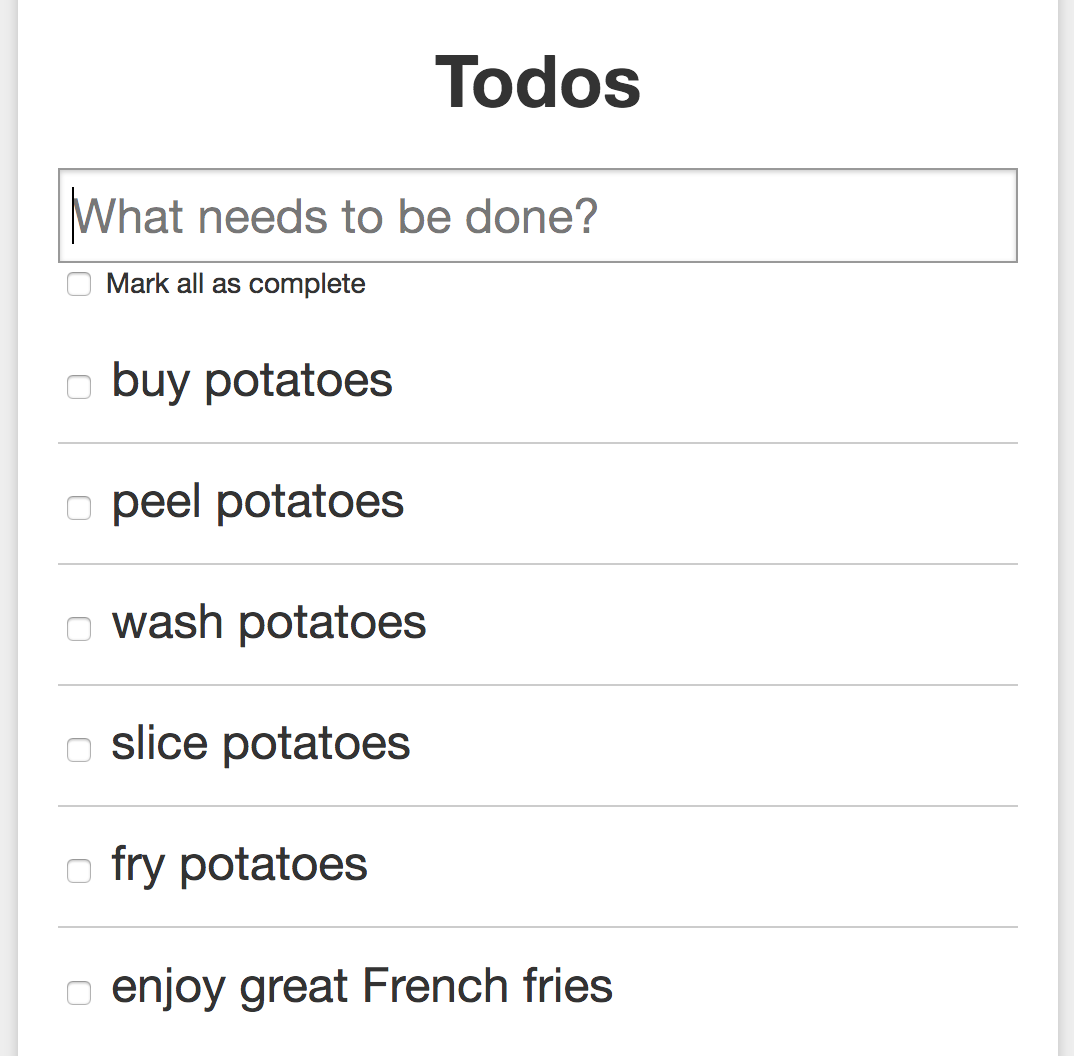 Todos
What needs to be done?
Mark all as complete
buy potatoes
peel potatoes
wash potatoes
slice potatoes
fry potatoes
enjoy great French fries